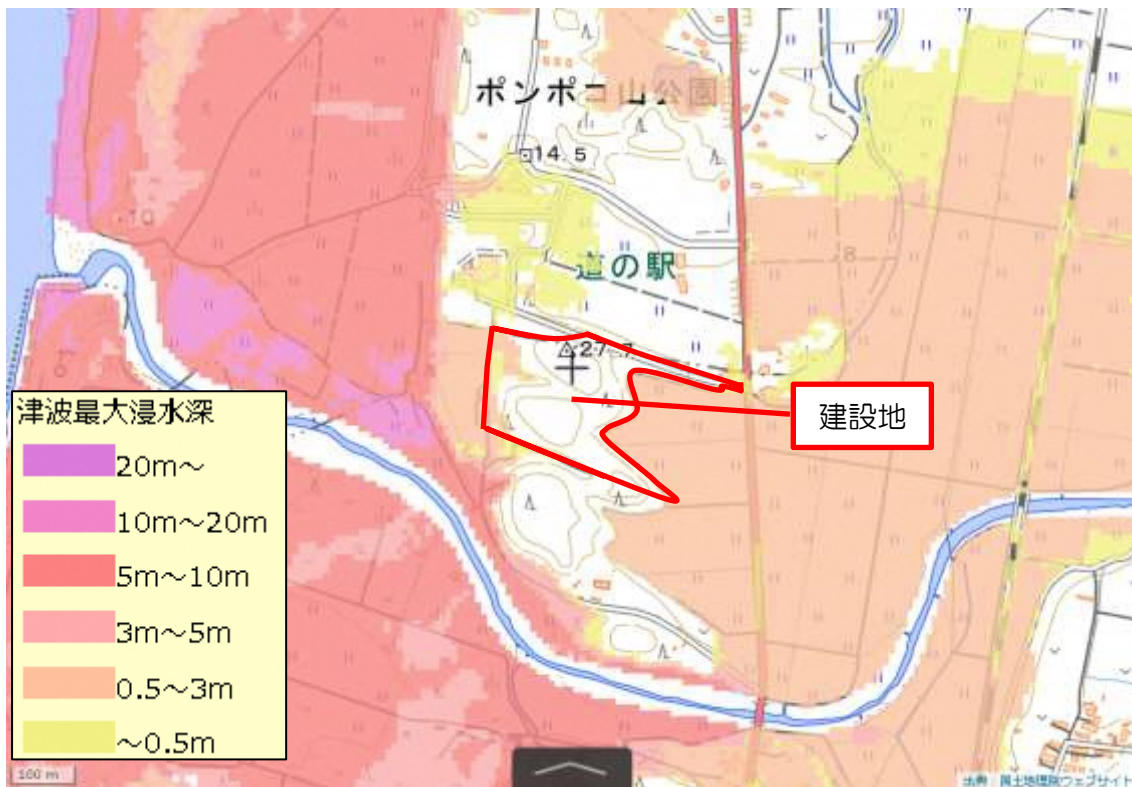 ポンポコ山公園
14.5
道の駅
8
27.7
建設地
津波最大浸水深
20m～
10m～20m
5m～10m
3m～5m
0.5～3m
～0.5m
100 m
出典：国土地理院ウェブサイト